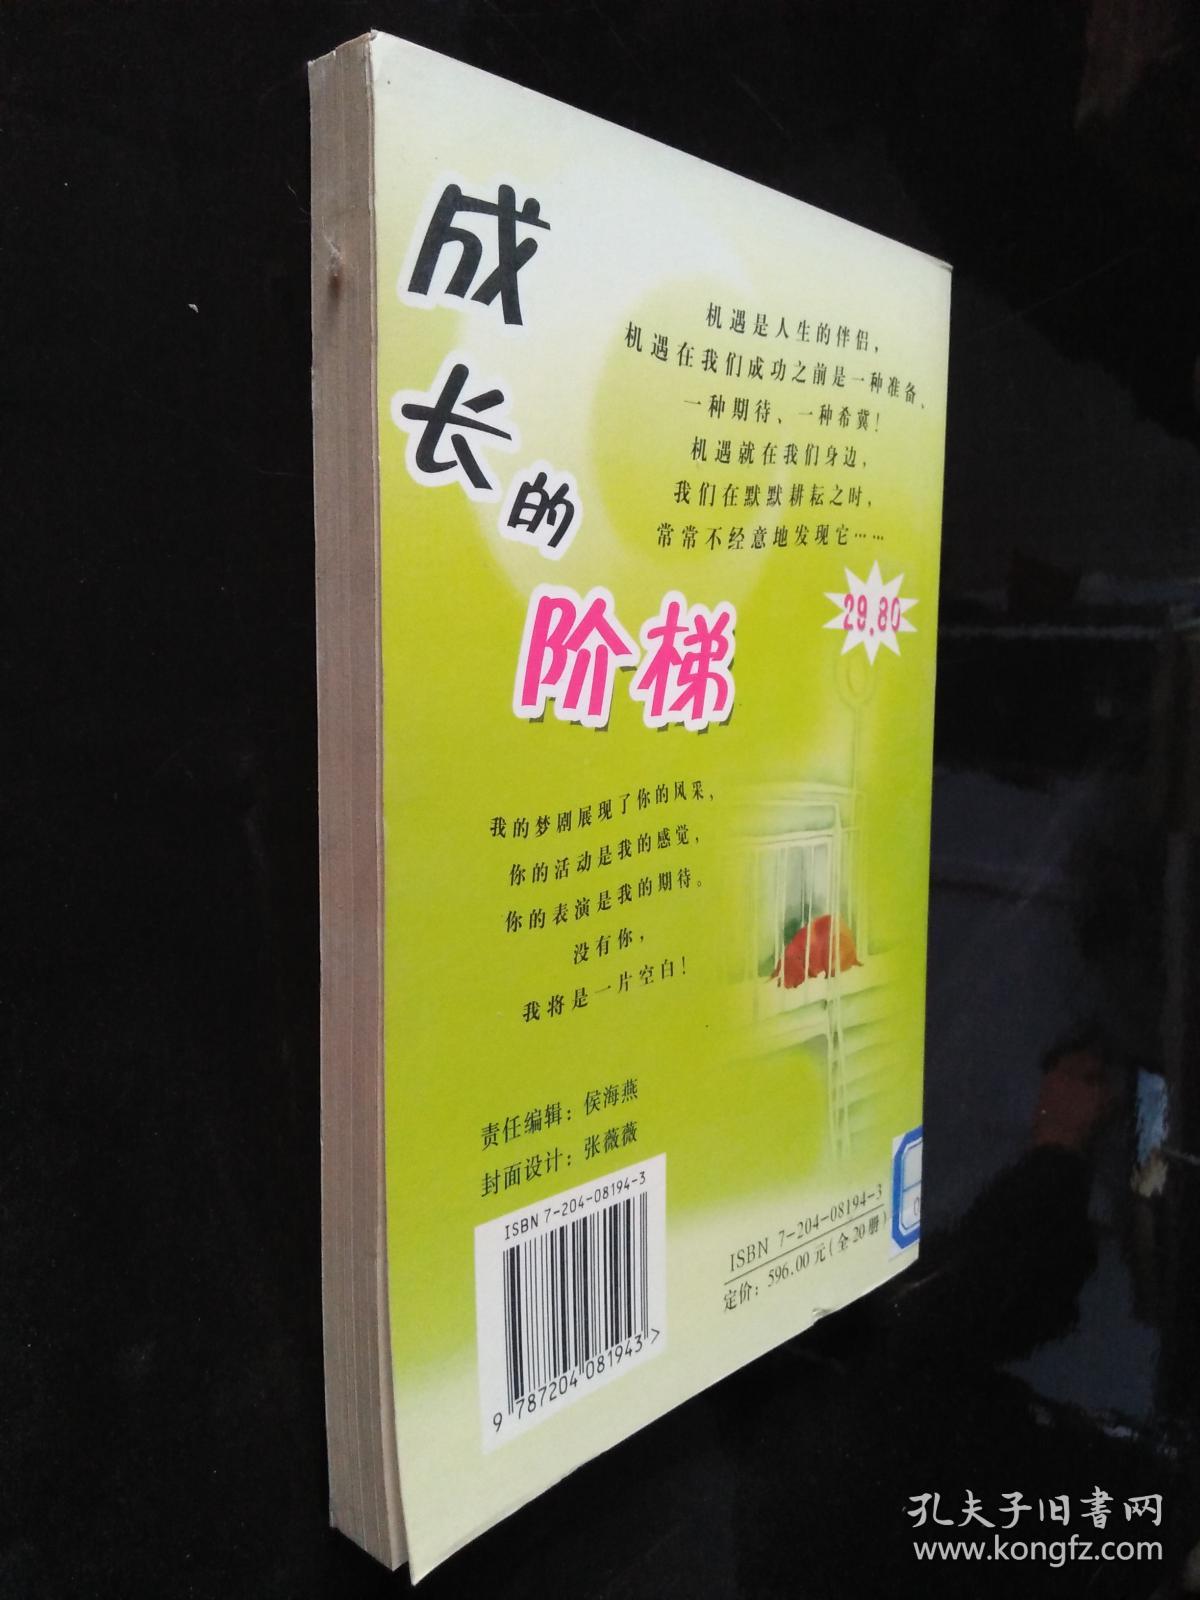 成长的
阶梯
机遇是人生的伴侣，
机遇在我们成功之前是一种准备、
一种期待、一种希冀！
机遇就在我们身边，
我们在默默耕耘之时，
常常不经意地发现它……
29.80
我的梦剧展现了你的风采，
你的活动是我的感觉，
你的表演是我的期待。
没有你，
我将是一片空白！
责任编辑：侯海燕
封面设计：张薇薇
ISBN 7-204-08194-3
9 787204 081943 >
ISBN 7-204-08194-3
定价：596.00元（全20册）
孔夫子旧書网
www.kongfz.com